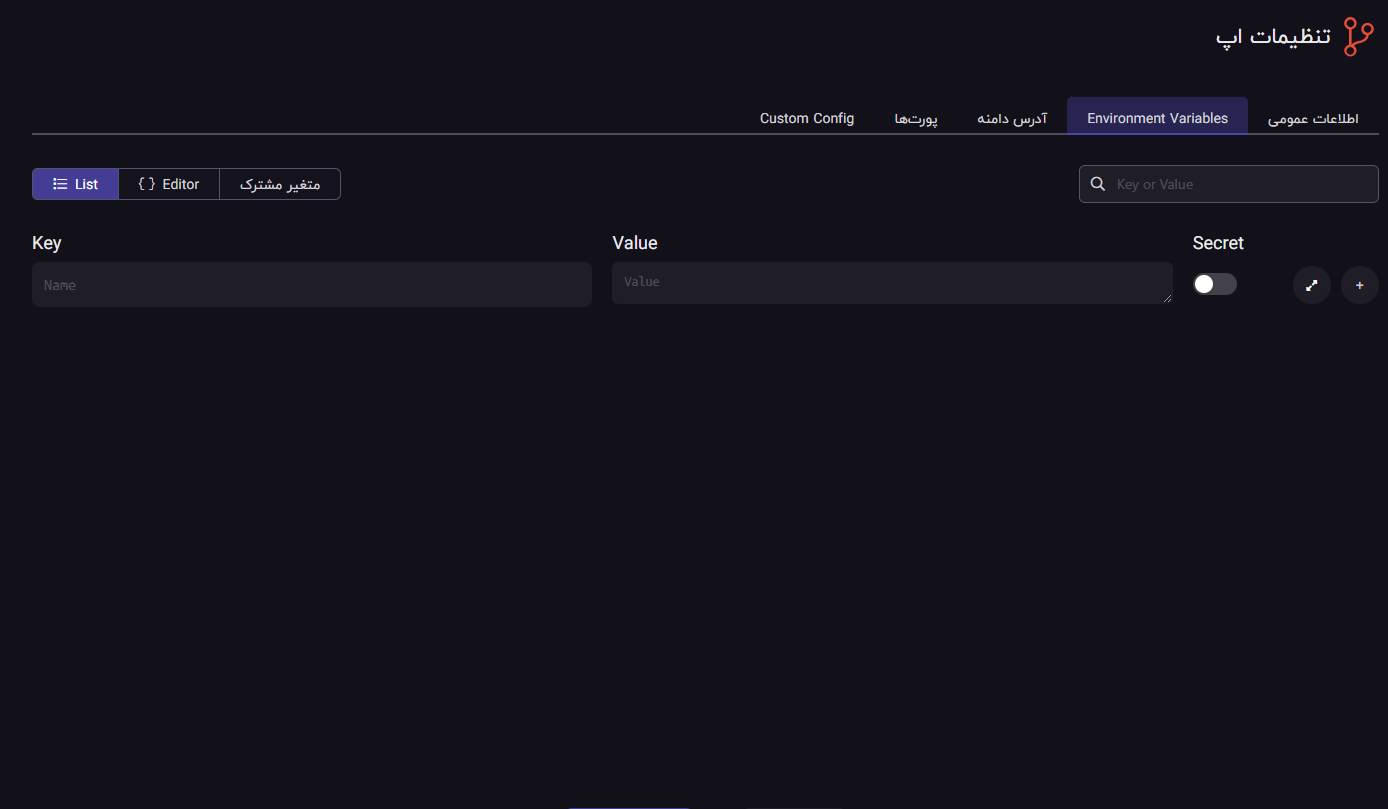 تنظیمات اپ
اطلاعات عمومی
Environment Variables
آدرس دامنه
پورت‌ها
Custom Config
List
{ } Editor
متغیر مشترک
Key or Value
Key
Value
Secret
Name
Value
+